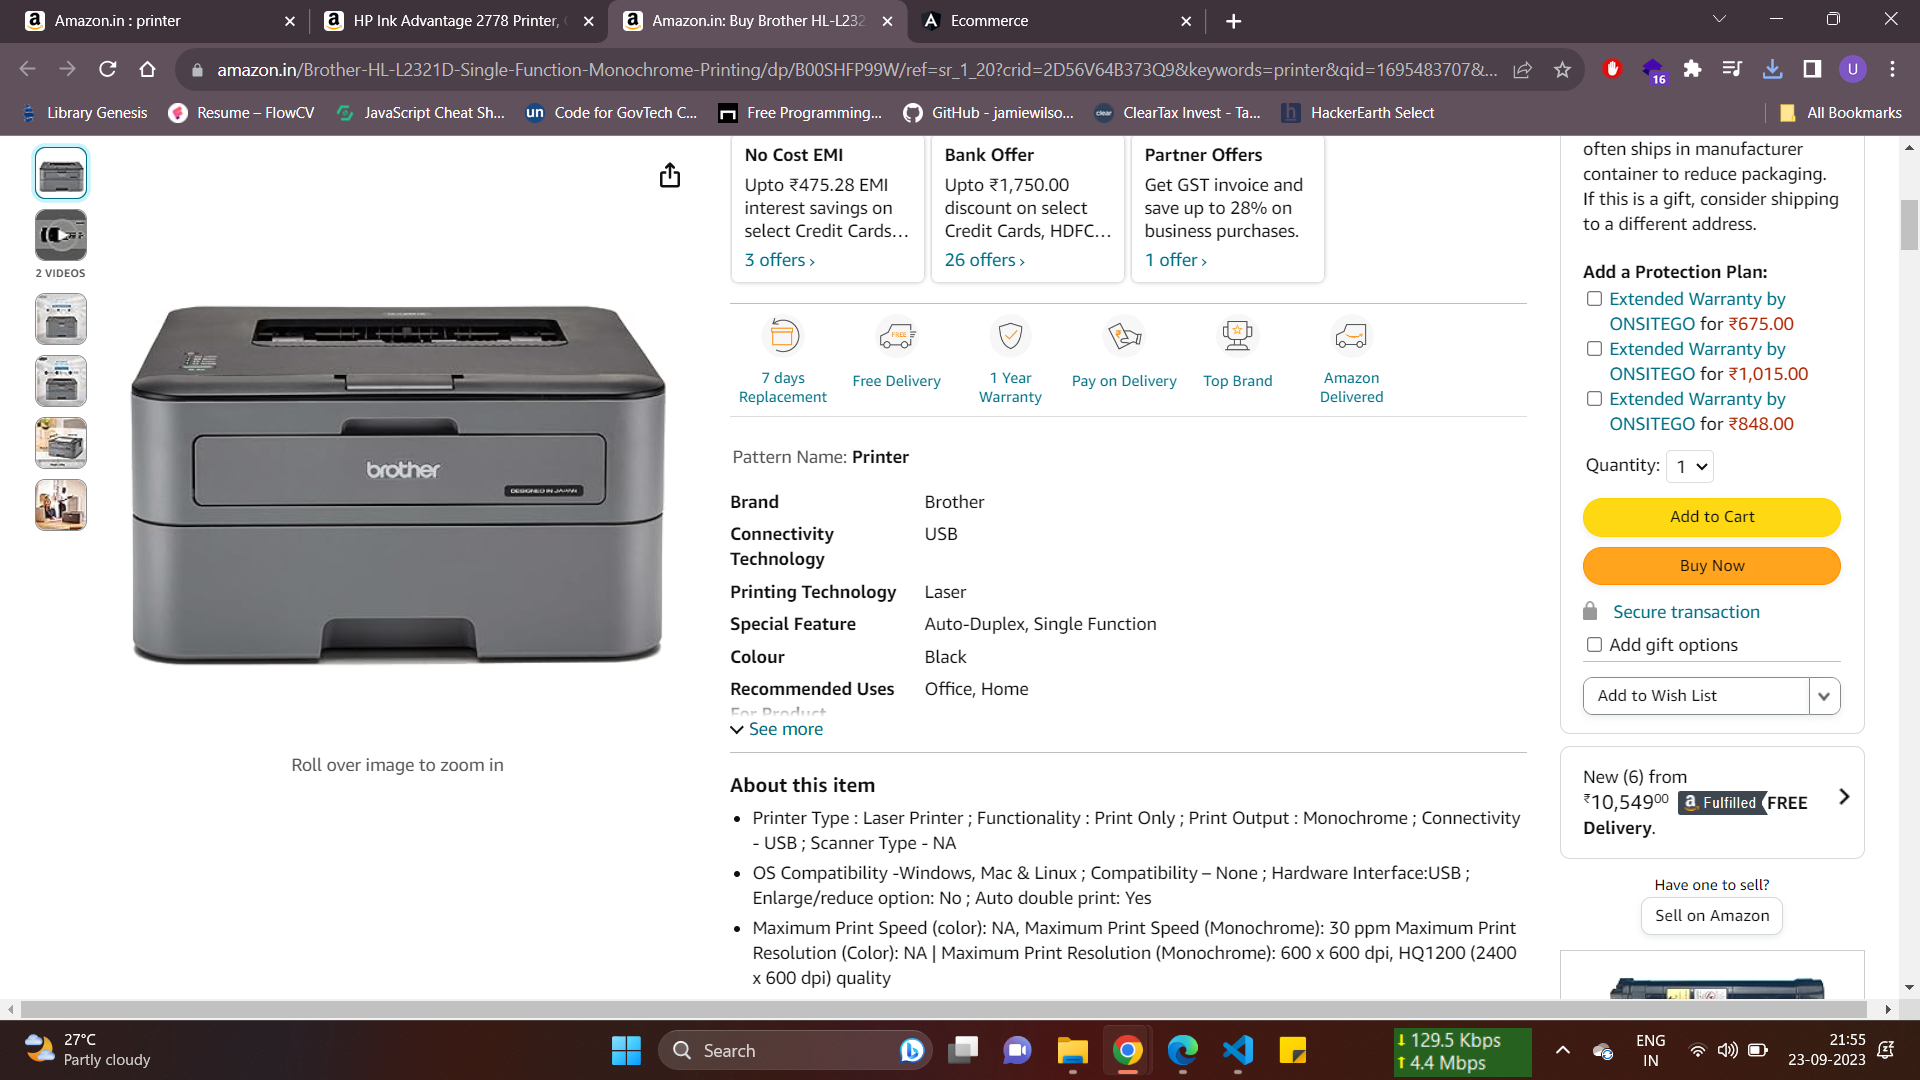 Amazon.in : printer
HP Ink Advantage 2778 Printer,
Amazon.in: Buy Brother HL-L232
Ecommerce
amazon.in/Brother-HL-L2321D-Single-Function-Monochrome-Printing/dp/B00SHFP99W/ref=sr_1_20?crid=2D56V64B373Q9&keywords=printer&qid=1695483707&...
16
U
Library Genesis
Resume – FlowCV
JavaScript Cheat Sh...
un
Code for GovTech C...
Free Programming...
GitHub - jamiewilso...
clear
ClearTax Invest - Ta...
h
HackerEarth Select
All Bookmarks
2 VIDEOS
brother
DESIGNED IN JAPAN
Roll over image to zoom in
No Cost EMI
Upto ₹475.28 EMI
interest savings on
select Credit Cards…
3 offers ›
Bank Offer
Upto ₹1,750.00
discount on select
Credit Cards, HDFC…
26 offers ›
Partner Offers
Get GST invoice and
save up to 28% on
business purchases.
1 offer ›
FREE
7 days
Replacement
Free Delivery
1 Year
Warranty
Pay on Delivery
Top Brand
Amazon
Delivered
Pattern Name: Printer
Brand Brother
Connectivity USB
Technology
Printing Technology Laser
Special Feature Auto-Duplex, Single Function
Colour Black
Recommended Uses Office, Home
For Product
See more
About this item
• Printer Type : Laser Printer ; Functionality : Print Only ; Print Output : Monochrome ; Connectivity
- USB ; Scanner Type - NA
• OS Compatibility -Windows, Mac & Linux ; Compatibility – None ; Hardware Interface:USB ;
Enlarge/reduce option: No ; Auto double print: Yes
• Maximum Print Speed (color): NA, Maximum Print Speed (Monochrome): 30 ppm Maximum Print
Resolution (Color): NA | Maximum Print Resolution (Monochrome): 600 x 600 dpi, HQ1200 (2400
x 600 dpi) quality
often ships in manufacturer
container to reduce packaging.
If this is a gift, consider shipping
to a different address.
Add a Protection Plan:
Extended Warranty by
ONSITEGO for ₹675.00
Extended Warranty by
ONSITEGO for ₹1,015.00
Extended Warranty by
ONSITEGO for ₹848.00
Quantity: 1
Add to Cart
Buy Now
Secure transaction
Add gift options
Add to Wish List
New (6) from
₹10,549⁰⁰ Fulfilled FREE
Delivery.
Have one to sell?
Sell on Amazon
27°C
Partly cloudy
Search
129.5 Kbps
4.4 Mbps
ENG
IN
21:55
23-09-2023